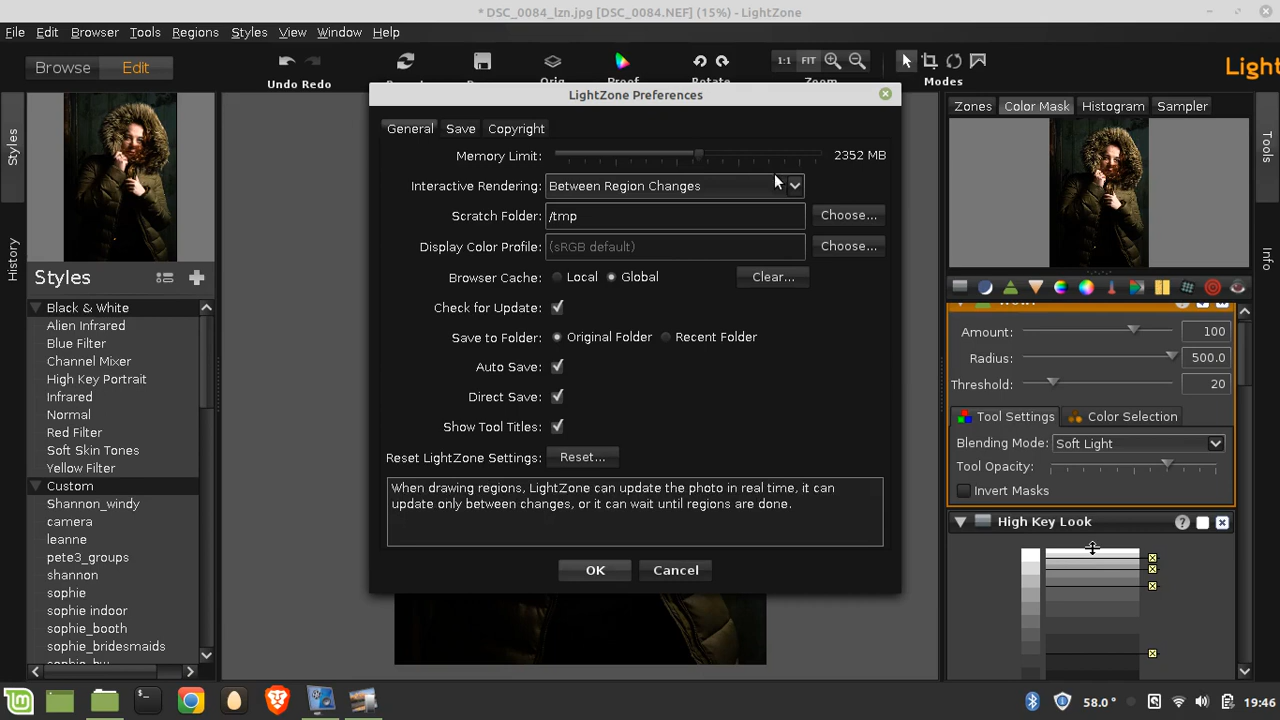 * DSC_0084_lzn.jpg [DSC_0084.NEF] (15%) - LightZone
File Edit Browser Tools Regions Styles View Window Help
Browse Edit
Undo Redo
Orig
Proof
Rotate
1:1 FIT
Zoom
Modes
Light
Styles
History
Styles
Black & White
Alien Infrared
Blue Filter
Channel Mixer
High Key Portrait
Infrared
Normal
Red Filter
Soft Skin Tones
Yellow Filter
Custom
Shannon_windy
camera
leanne
pete3_groups
shannon
sophie
sophie indoor
sophie_booth
sophie_bridesmaids
LightZone Preferences
General Save Copyright
Memory Limit: 2352 MB
Interactive Rendering: Between Region Changes
Scratch Folder: /tmp Choose...
Display Color Profile: (sRGB default) Choose...
Browser Cache: Local Global Clear...
Check for Update:
Save to Folder: Original Folder Recent Folder
Auto Save:
Direct Save:
Show Tool Titles:
Reset LightZone Settings: Reset...
When drawing regions, LightZone can update the photo in real time, it can
update only between changes, or it can wait until regions are done.
OK Cancel
Zones Color Mask Histogram Sampler
Tools
Info
Amount: 100
Radius: 500.0
Threshold: 20
Tool Settings Color Selection
Blending Mode: Soft Light
Tool Opacity:
Invert Masks
High Key Look
58.0° 19:46